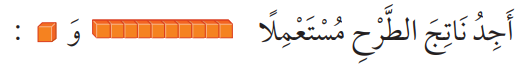 أَجِدُ نَاتِجَ الطَّرْحِ مُسْتَعْمِلًا وَ :